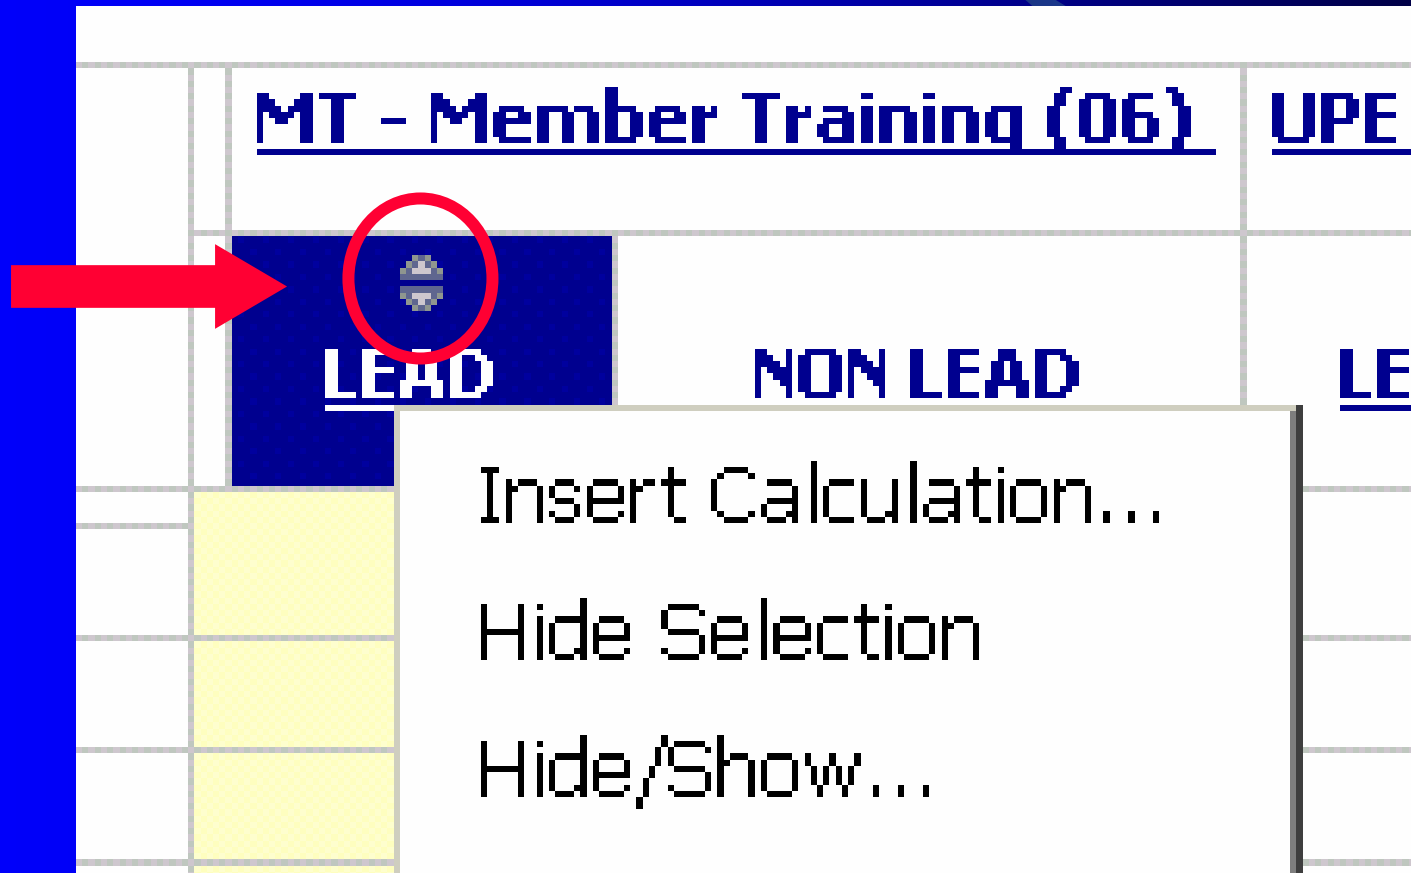 MT - Member Training (06) UPE
LEAD NON LEAD LE
Insert Calculation...
Hide Selection
Hide/Show...